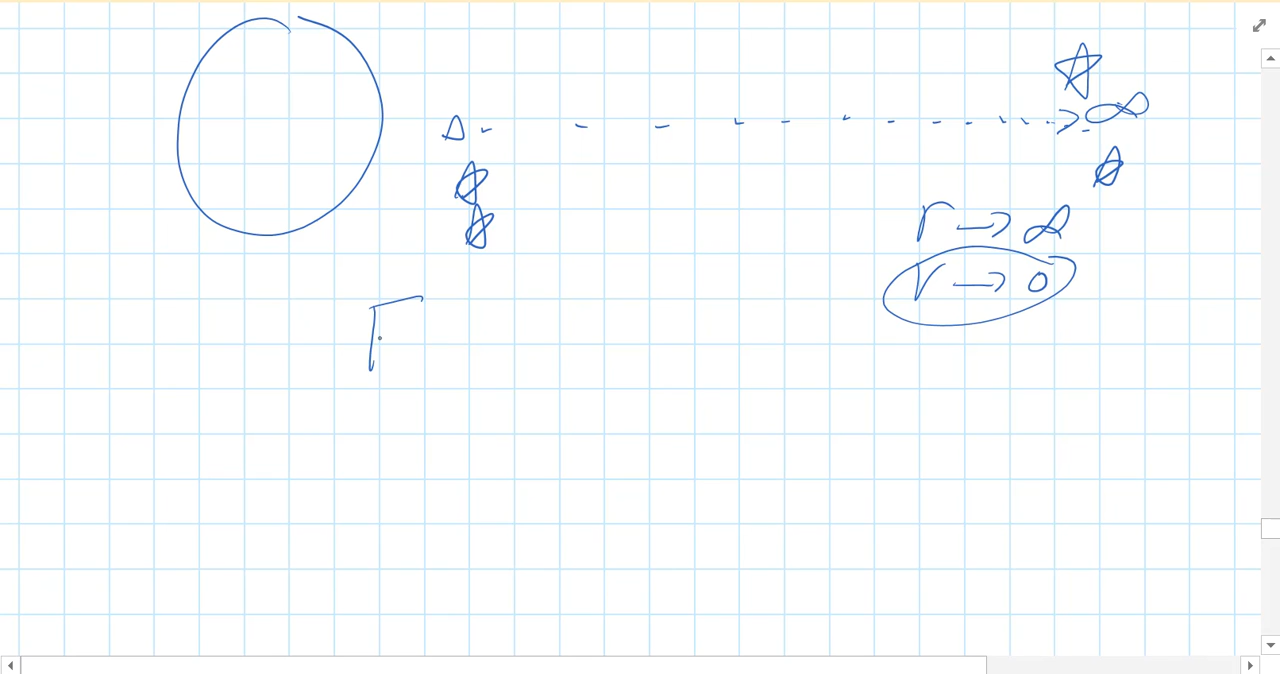 Δ - - - - - - - - - → ∞
r → ∞
V → 0